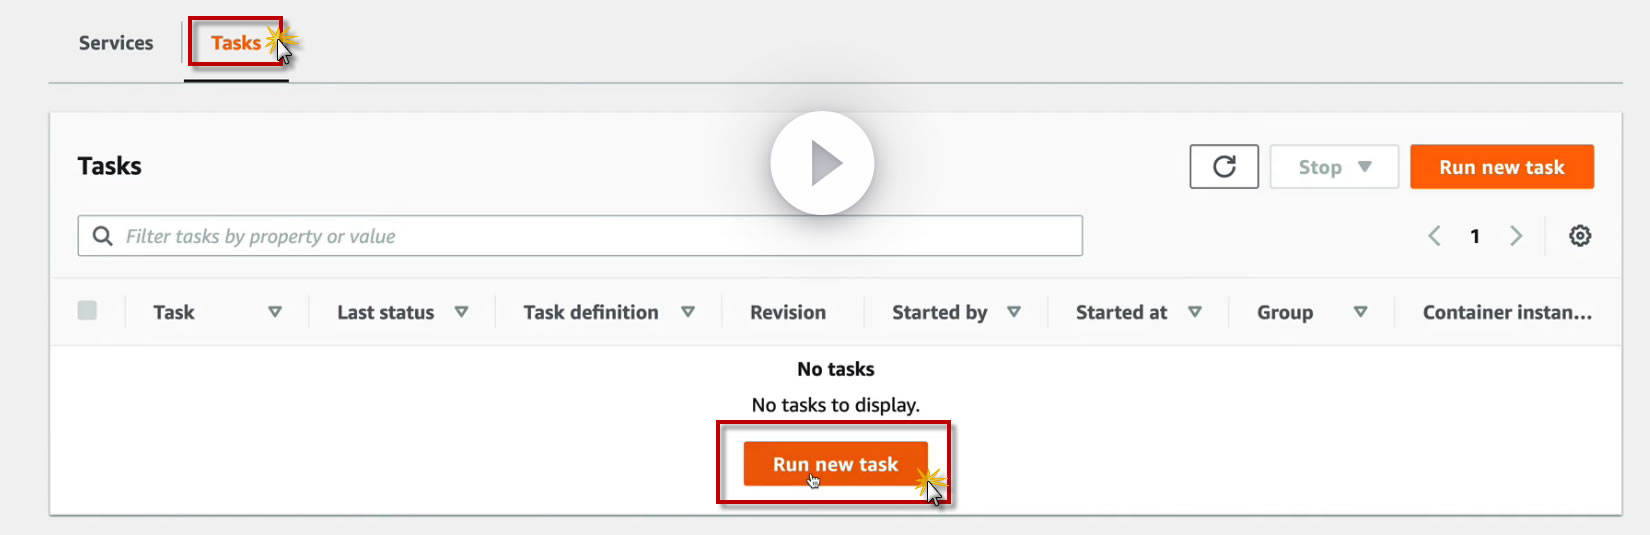 Services Tasks
Tasks Stop Run new task
Filter tasks by property or value 1
Task Last status Task definition Revision Started by Started at Group Container instan...
No tasks
No tasks to display.
Run new task